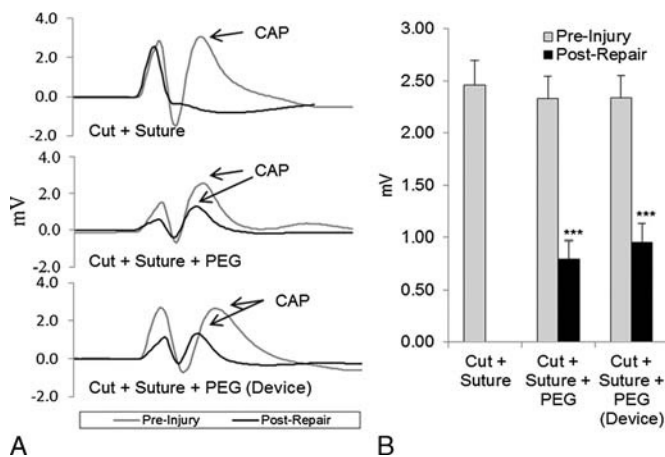 4.0
CAP
2.0
0.0
-2.0
Cut + Suture
4.0
CAP
2.0
0.0
-2.0
Cut + Suture + PEG
4.0
CAP
2.0
0.0
-2.0
Cut + Suture + PEG (Device)
mV
Pre-Injury Post-Repair
A
3.00
2.50
2.00
1.50
1.00
0.50
0.00
mV
Pre-Injury
Post-Repair
***
***
Cut +
Suture
Cut +
Suture +
PEG
Cut +
Suture +
PEG
(Device)
B